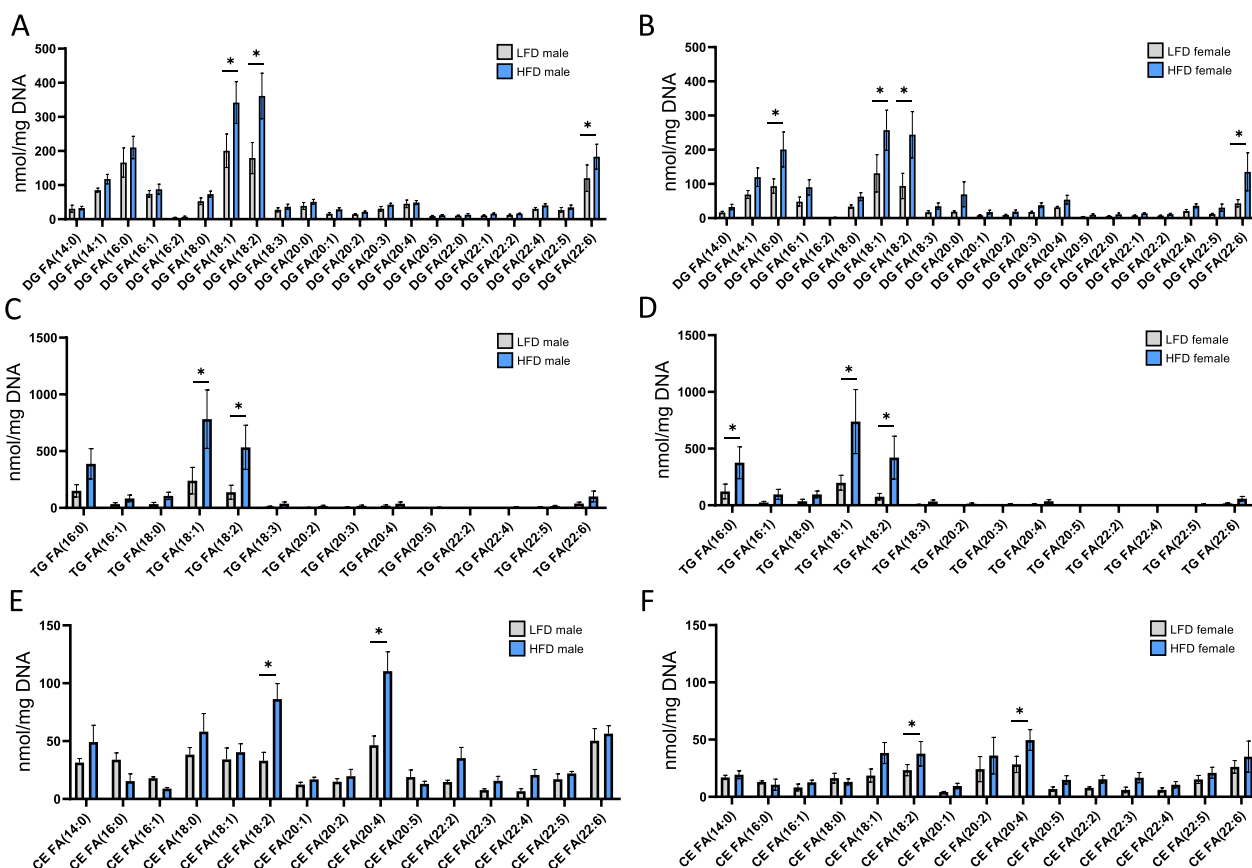 A
nmol/mg DNA
500
400
300
200
100
0
LFD male
HFD male
*
*
*
DG FA(14:0)
DG FA(14:1)
DG FA(16:0)
DG FA(16:1)
DG FA(16:2)
DG FA(18:0)
DG FA(18:1)
DG FA(18:2)
DG FA(18:3)
DG FA(20:0)
DG FA(20:1)
DG FA(20:2)
DG FA(20:3)
DG FA(20:4)
DG FA(20:5)
DG FA(22:0)
DG FA(22:1)
DG FA(22:2)
DG FA(22:4)
DG FA(22:5)
DG FA(22:6)
B
nmol/mg DNA
500
400
300
200
100
0
LFD female
HFD female
*
*
*
*
DG FA(14:0)
DG FA(14:1)
DG FA(16:0)
DG FA(16:1)
DG FA(16:2)
DG FA(18:0)
DG FA(18:1)
DG FA(18:2)
DG FA(18:3)
DG FA(20:0)
DG FA(20:1)
DG FA(20:2)
DG FA(20:3)
DG FA(20:4)
DG FA(20:5)
DG FA(22:0)
DG FA(22:1)
DG FA(22:2)
DG FA(22:4)
DG FA(22:5)
DG FA(22:6)
C
nmol/mg DNA
1500
1000
500
0
LFD male
HFD male
*
*
TG FA(16:0)
TG FA(16:1)
TG FA(18:0)
TG FA(18:1)
TG FA(18:2)
TG FA(18:3)
TG FA(20:2)
TG FA(20:3)
TG FA(20:4)
TG FA(20:5)
TG FA(22:2)
TG FA(22:4)
TG FA(22:5)
TG FA(22:6)
D
nmol/mg DNA
1500
1000
500
0
LFD female
HFD female
*
*
*
TG FA(16:0)
TG FA(16:1)
TG FA(18:0)
TG FA(18:1)
TG FA(18:2)
TG FA(18:3)
TG FA(20:2)
TG FA(20:3)
TG FA(20:4)
TG FA(20:5)
TG FA(22:2)
TG FA(22:4)
TG FA(22:5)
TG FA(22:6)
E
nmol/mg DNA
150
100
50
0
LFD male
HFD male
*
*
CE FA(14:0)
CE FA(16:0)
CE FA(16:1)
CE FA(18:0)
CE FA(18:1)
CE FA(18:2)
CE FA(20:1)
CE FA(20:2)
CE FA(20:4)
CE FA(20:5)
CE FA(22:2)
CE FA(22:3)
CE FA(22:4)
CE FA(22:5)
CE FA(22:6)
F
nmol/mg DNA
150
100
50
0
LFD female
HFD female
*
*
CE FA(14:0)
CE FA(16:0)
CE FA(16:1)
CE FA(18:0)
CE FA(18:1)
CE FA(18:2)
CE FA(20:1)
CE FA(20:2)
CE FA(20:4)
CE FA(20:5)
CE FA(22:2)
CE FA(22:3)
CE FA(22:4)
CE FA(22:5)
CE FA(22:6)